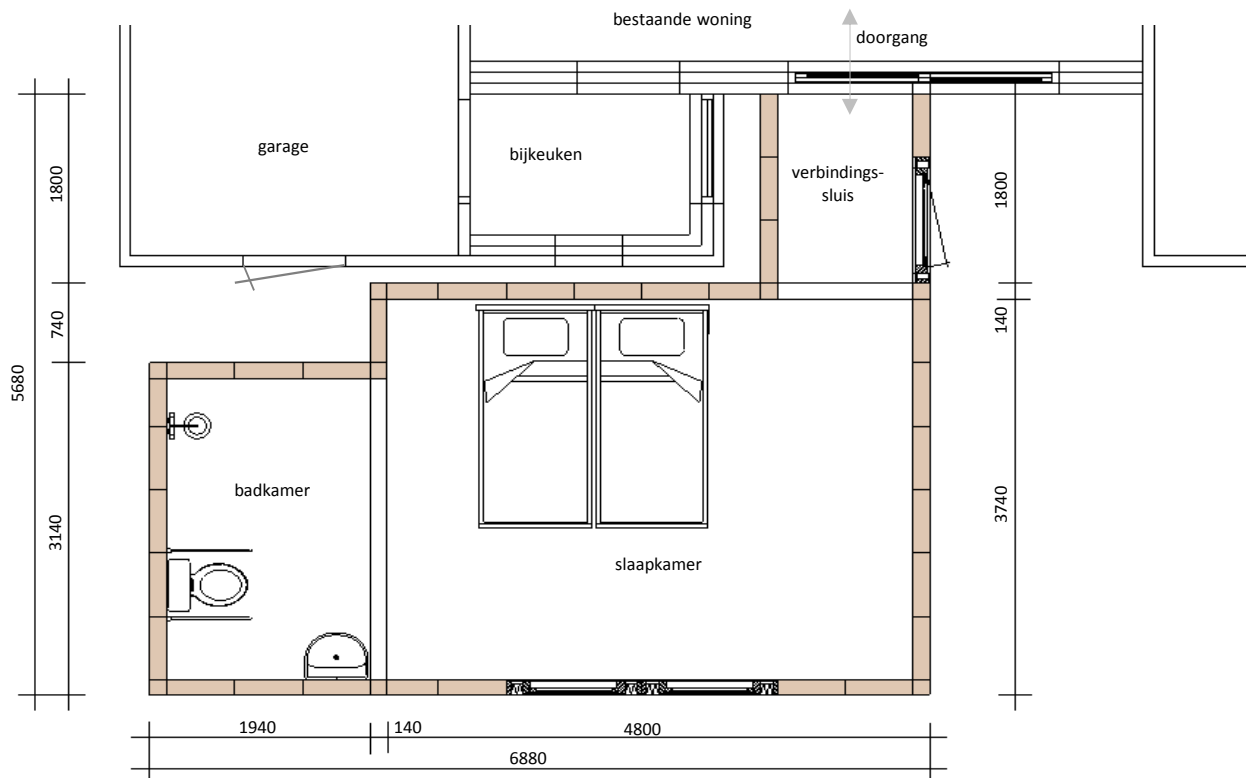 bestaande woning
doorgang
garage
bijkeuken
verbindings-
sluis
1800
1800
740
140
5680
badkamer
3140
3740
slaapkamer
1940
140
4800
6880